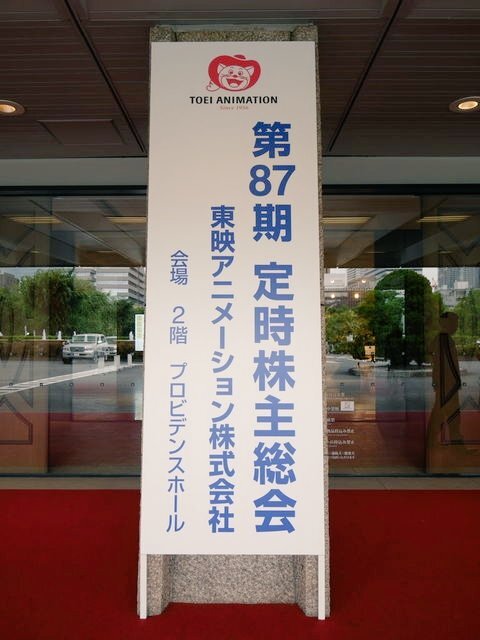 TOEI ANIMATION
Since 1956
第87期 定時株主総会
東映アニメーション株式会社
会場 2階 プロビデンスホール